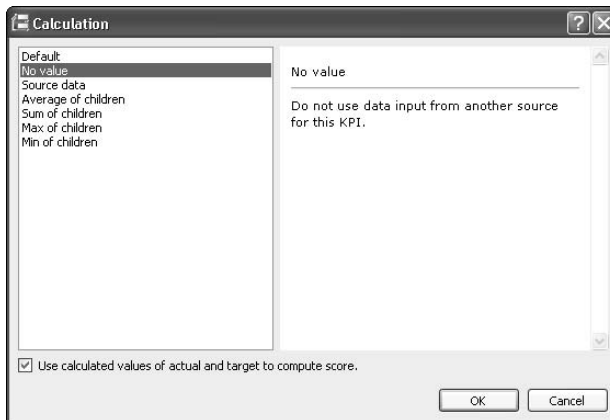 Calculation
Default
No value
Source data
Average of children
Sum of children
Max of children
Min of children
No value
Do not use data input from another source
for this KPI.
Use calculated values of actual and target to compute score.
OK
Cancel